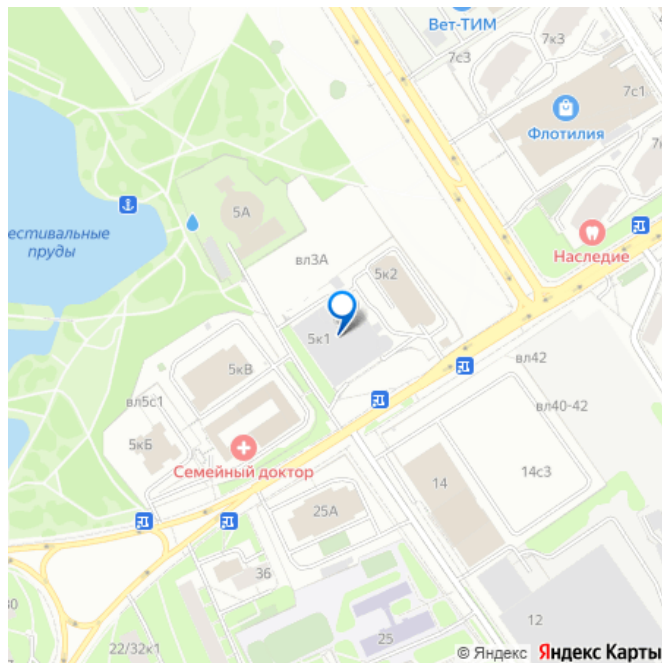 Вет-ТИМ
7с3
7к3
7с1
Флотилия
5А
естивальные
пруды
Наследие
вл3А
5к2
5к1
5кВ
вл42
вл5с1
вл40-42
5кБ
Семейный доктор
14
14с3
25А
36
12
22/32к1
25
© Яндекс Яндекс Карты